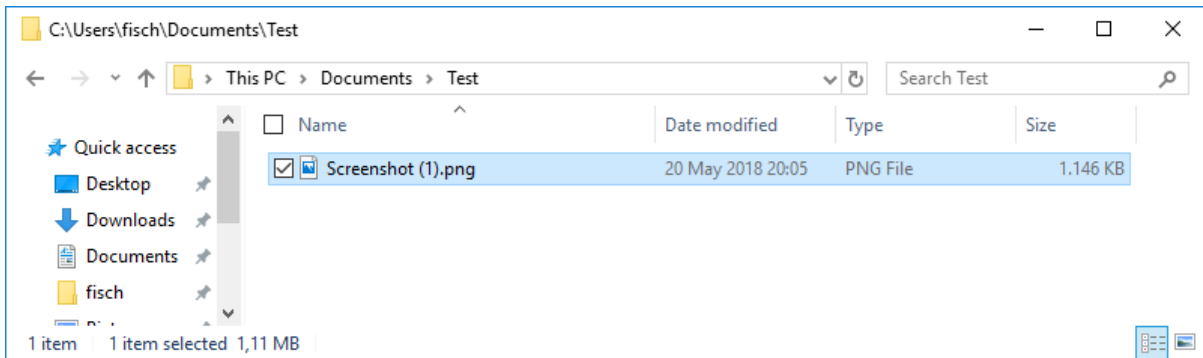 C:\Users\fisch\Documents\Test
This PC > Documents > Test
Search Test
Name Date modified Type Size
Quick access
Screenshot (1).png 20 May 2018 20:05 PNG File 1.146 KB
Desktop
Downloads
Documents
fisch
1 item 1 item selected 1,11 MB